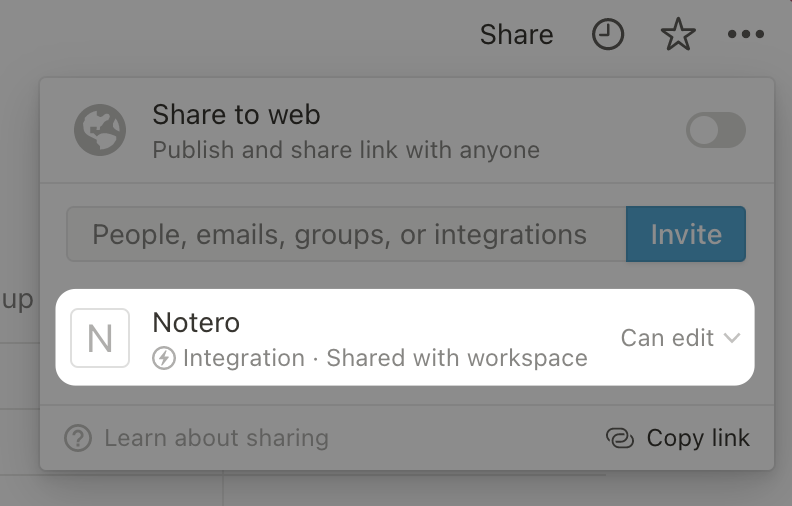 Share
Share to web
Publish and share link with anyone
People, emails, groups, or integrations
Invite
up
N
Notero
Integration · Shared with workspace
Can edit
Learn about sharing
Copy link